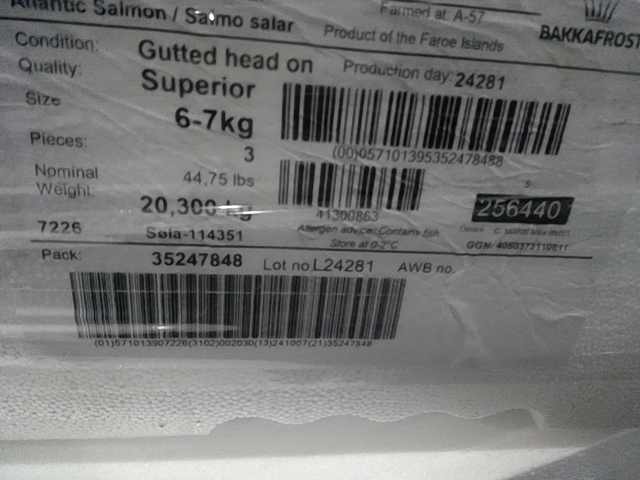 Atlantic Salmon / Salmo salar
Farmed at: A-57
Product of the Faroe Islands
BAKKAFROST
Condition: Gutted head on
Production day: 24281
Quality: Superior
Size 6-7kg
(00)057101395352478488
Pieces: 3
Nominal Weight: 44,75 lbs
20,300 kg
41300863
256440
Allergen advice: Contains fish
Store at 0-2°C
7226 Søla-114351
Pack: 35247848 Lot no L24281 AWB no
(01)571013907226(3102)002030(13)241007(21)35247848